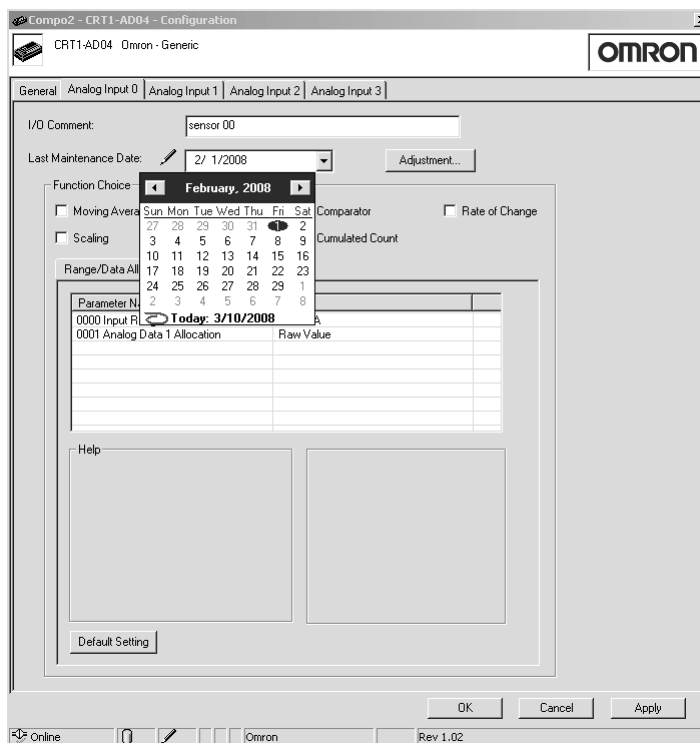 Compo2 - CRT1-AD04 - Configuration
CRT1-AD04 Omron - Generic
OMRON
General Analog Input 0 Analog Input 1 Analog Input 2 Analog Input 3
I/O Comment: sensor 00
Last Maintenance Date: 2/ 1/2008 Adjustment...
Function Choice
February, 2008
Moving Avera Comparator Rate of Change
Sun Mon Tue Wed Thu Fri Sat
27 28 29 30 31 1 2
Scaling Cumulated Count
3 4 5 6 7 8 9
10 11 12 13 14 15 16
Range/Data All
17 18 19 20 21 22 23
24 25 26 27 28 29 1
2 3 4 5 6 7 8
Parameter N
Today: 3/10/2008
0000 Input R A
0001 Analog Data 1 Allocation Raw Value
Help
Default Setting
OK Cancel Apply
Online Omron Rev 1.02